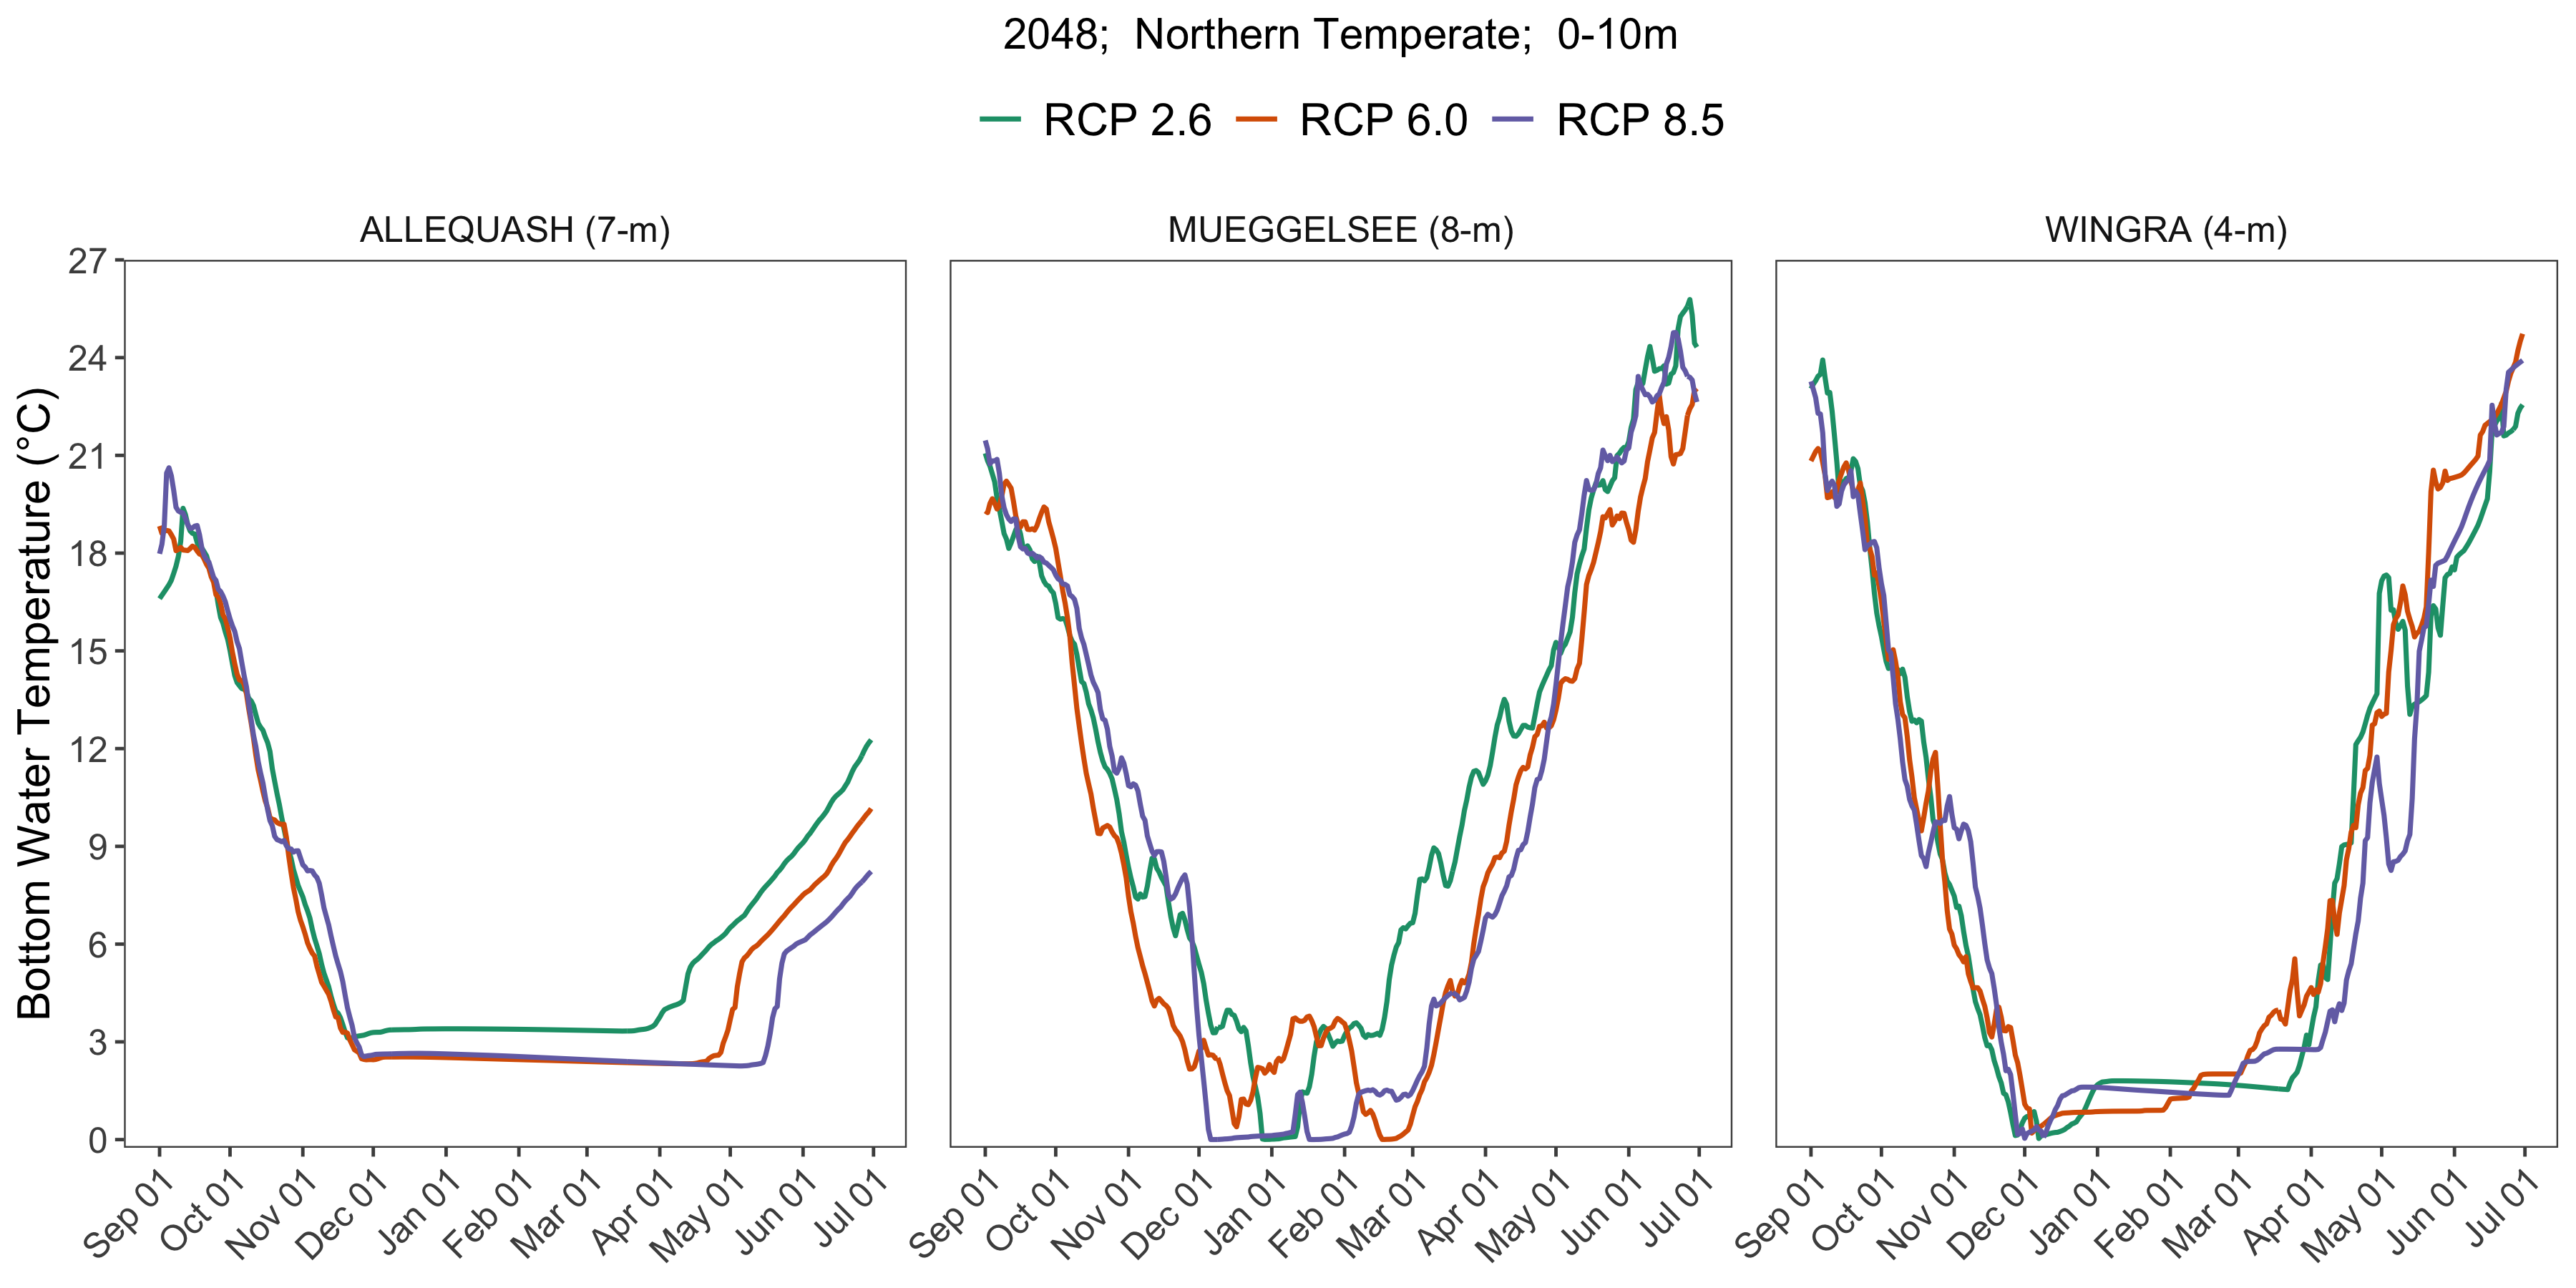 2048; Northern Temperate; 0-10m
RCP 2.6 RCP 6.0 RCP 8.5
ALLEQUASH (7-m) MUEGGELSEE (8-m) WINGRA (4-m)
Bottom Water Temperature (°C)
27
24
21
18
15
12
9
6
3
0
Sep 01 Oct 01 Nov 01 Dec 01 Jan 01 Feb 01 Mar 01 Apr 01 May 01 Jun 01 Jul 01 Sep 01 Oct 01 Nov 01 Dec 01 Jan 01 Feb 01 Mar 01 Apr 01 May 01 Jun 01 Jul 01 Sep 01 Oct 01 Nov 01 Dec 01 Jan 01 Feb 01 Mar 01 Apr 01 May 01 Jun 01 Jul 01